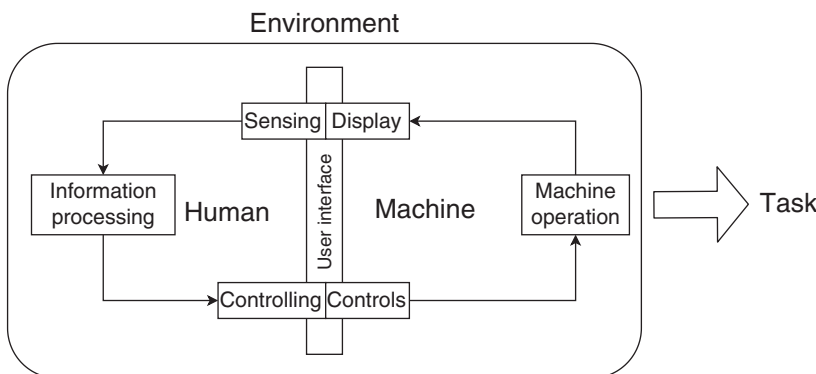 Environment
Sensing
Display
Information
processing
Human
User interface
Machine
Machine
operation
Task
Controlling
Controls